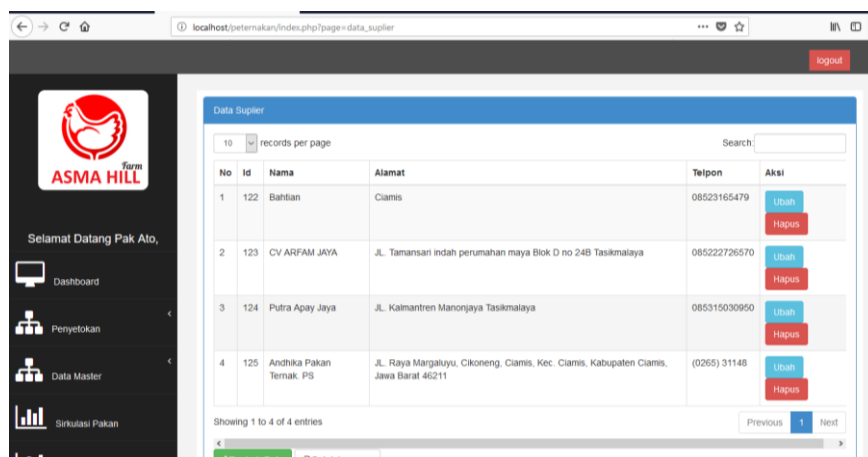 localhost/peternakan/index.php?page=data_suplier
logout
Farm
ASMA HILL
Selamat Datang Pak Ato,
Dashboard
Penyetokan
Data Master
Sirkulasi Pakan
Data Suplier
10 records per page Search:
No Id Nama Alamat Telpon Aksi
1 122 Bahtian Ciamis 08523165479 Ubah
Hapus
2 123 CV ARFAM JAYA JL. Tamansari indah perumahan maya Blok D no 24B Tasikmalaya 085222726570 Ubah
Hapus
3 124 Putra Apay Jaya JL. Kalmantren Manonjaya Tasikmalaya 085315030950 Ubah
Hapus
4 125 Andhika Pakan JL. Raya Margaluyu, Cikoneng, Ciamis, Kec. Ciamis, Kabupaten Ciamis, (0265) 31148 Ubah
Ternak. PS Jawa Barat 46211
Hapus
Showing 1 to 4 of 4 entries Previous 1 Next